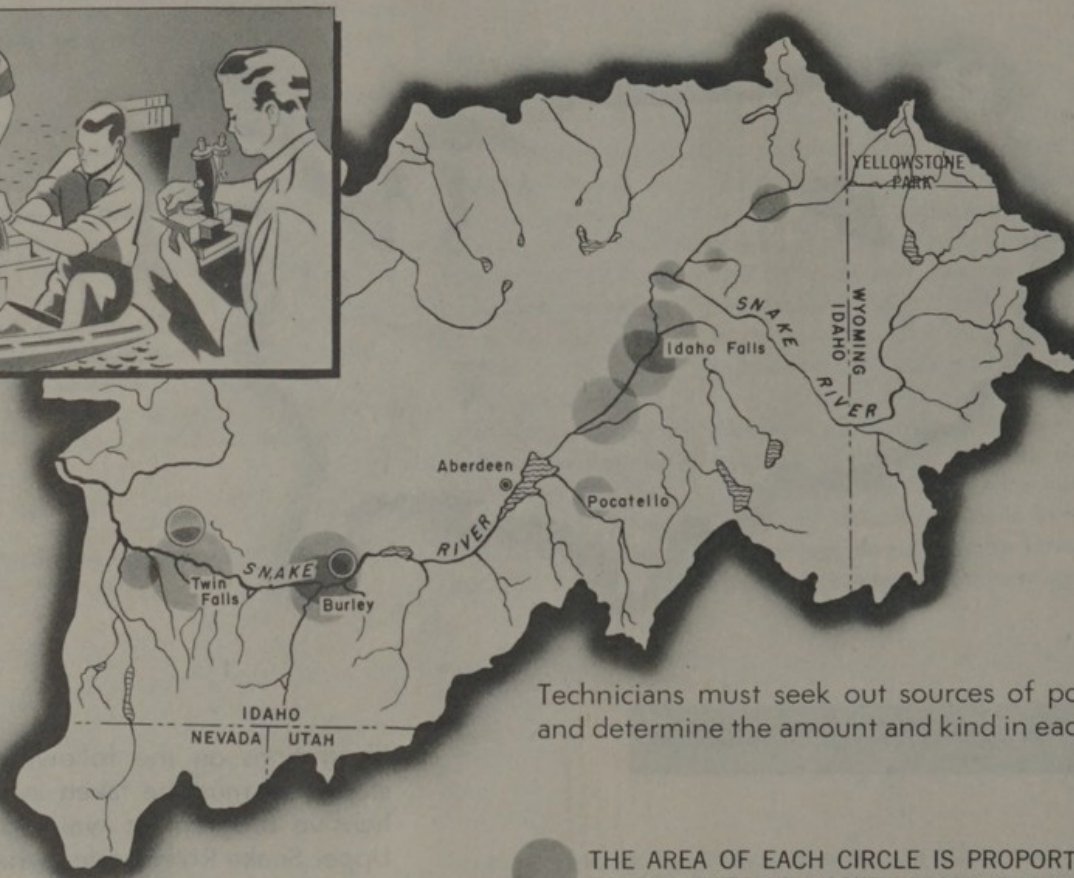 YELLOWSTONE
PARK
SNAKE
RIVER
WYOMING
IDAHO
Idaho Falls
Aberdeen
Pocatello
RIVER
SNAKE
Twin
Falls
Burley
IDAHO
NEVADA UTAH
Technicians must seek out sources of po
and determine the amount and kind in eac
THE AREA OF EACH CIRCLE IS PROPORT